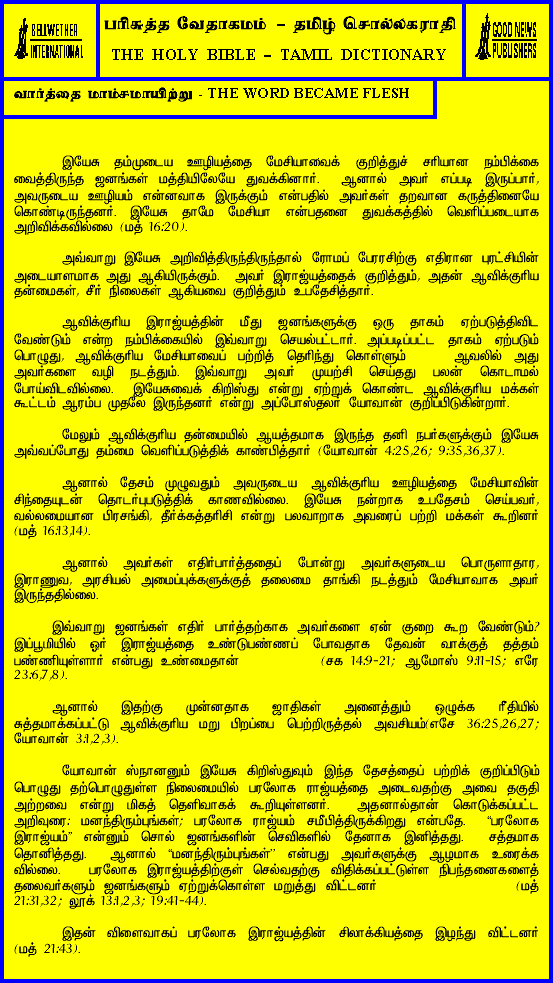 BELLWETHER
INTERNATIONAL
பரிசுத்த வேதாகமம் – தமிழ் சொல்லகராதி
THE HOLY BIBLE – TAMIL DICTIONARY
GOOD NEWS
PUBLISHERS
வார்த்தை மாம்சமாயிற்று - THE WORD BECAME FLESH
இயேசு தம்முடைய ஊழியத்தை மேசியாவைக் குறித்துச் சரியான நம்பிக்கை
வைத்திருந்த ஜனங்கள் மத்தியிலேயே துவக்கினார். ஆனால் அவர் எப்படி இருப்பார்,
அவருடைய ஊழியம் என்னவாக இருக்கும் என்பதில் அவர்கள் தறவான கருத்தினையே
கொண்டிருந்தனர். இயேசு தாமே மேசியா என்பதனை துவக்கத்தில் வெளிப்படையாக
அறிவிக்கவில்லை (மத் 16:20).
அவ்வாறு இயேசு அறிவித்திருந்திருந்தால் ரோமப் பேரரசிற்கு எதிரான புரட்சியின்
அடையாளமாக அது ஆகியிருக்கும். அவர் இராஜ்யத்தைக் குறித்தும், அதன் ஆவிக்குரிய
தன்மைகள், சீர் நிலைகள் ஆகியவை குறித்தும் உபதேசித்தார்.
ஆவிக்குரிய இராஜ்யத்தின் மீது ஜனங்களுக்கு ஒரு தாகம் ஏற்படுத்திவிட
வேண்டும் என்ற நம்பிக்கையில் இவ்வாறு செயல்பட்டார். அப்படிப்பட்ட தாகம் ஏற்படும்
பொழுது, ஆவிக்குரிய மேசியாவைப் பற்றித் தெரிந்து கொள்ளும் ஆவலில் அது
அவர்களை வழி நடத்தும். இவ்வாறு அவர் முயற்சி செய்தது பலன் கொடாமல்
போய்விடவில்லை. இயேசுவைக் கிறிஸ்து என்று ஏற்றுக் கொண்ட ஆவிக்குரிய மக்கள்
கூட்டம் ஆரம்ப முதலே இருந்தனர் என்று அப்போஸ்தலர் யோவான் குறிப்பிடுகின்றார்.
மேலும் ஆவிக்குரிய தன்மையில் ஆயத்தமாக இருந்த தனி நபர்களுக்கும் இயேசு
அவ்வப்போது தம்மை வெளிப்படுத்திக் காண்பித்தார் (யோவான் 4:25,26; 9:35,36,37).
ஆனால் தேசம் முழுவதும் அவருடைய ஆவிக்குரிய ஊழியத்தை மேசியாவின்
சிந்தையுடன் தொடர்புபடுத்திக் காணவில்லை. இயேசு நன்றாக உபதேசம் செய்பவர்,
வல்லமையான பிரசங்கி, தீர்க்கத்தரிசி என்று பலவாறாக அவரைப் பற்றி மக்கள் கூறினர்
(மத் 16:13,14).
ஆனால் அவர்கள் எதிர்பார்த்ததைப் போன்று அவர்களுடைய பொருளாதார,
இராணுவ, அரசியல் அமைப்புக்களுக்குத் தலைமை தாங்கி நடத்தும் மேசியாவாக அவர்
இருந்ததில்லை.
இவ்வாறு ஜனங்கள் எதிர் பார்த்தற்காக அவர்களை ஏன் குறை கூற வேண்டும்?
இப்பூமியில் ஓர் இராஜ்யத்தை உண்டுபண்ணப் போவதாக தேவன் வாக்குத் தத்தம்
பண்ணியுள்ளார் என்பது உண்மைதான் (சக 14:9-21; ஆமோஸ் 9:11-15; எரே
23:6,7,8).
ஆனால் இதற்கு முன்னதாக ஜாதிகள் அனைத்தும் ஒழுக்க ரீதியில்
சுத்தமாக்கப்பட்டு ஆவிக்குரிய மறு பிறப்பை பெற்றிருத்தல் அவசியம்(எசே 36:25,26,27;
யோவான் 3:1,2,3).
யோவான் ஸ்நானனும் இயேசு கிறிஸ்துவும் இந்த தேசத்தைப் பற்றிக் குறிப்பிடும்
பொழுது தற்பொழுதுள்ள நிலைமையில் பரலோக ராஜ்யத்தை அடைவதற்கு அவை தகுதி
அற்றவை என்று மிகத் தெளிவாகக் கூறியுள்ளனர். அதனால்தான் கொடுக்கப்பட்ட
அறிவுரை: மனந்திரும்புங்கள்; பரலோக ராஜ்யம் சமீபித்திருக்கிறது என்பதே. "பரலோக
இராஜ்யம்" என்னும் சொல் ஜனங்களின் செவிகளில் தேனாக இனித்தது. சத்தமாக
தொனித்தது. ஆனால் "மனந்திரும்புங்கள்" என்பது அவர்களுக்கு ஆழமாக உரைக்க
வில்லை. பரலோக இராஜ்யத்திற்குள் செல்வதற்கு விதிக்கப்பட்டுள்ள நிபந்தனைகளைத்
தலைவர்களும் ஜனங்களும் ஏற்றுக்கொள்ள மறுத்து விட்டனர் (மத்
21:31,32; லூக் 13:1,2,3; 19:41-44).
இதன் விளைவாகப் பரலோக இராஜ்யத்தின் சிலாக்கியத்தை இழந்து விட்டனர்
(மத் 21:43).